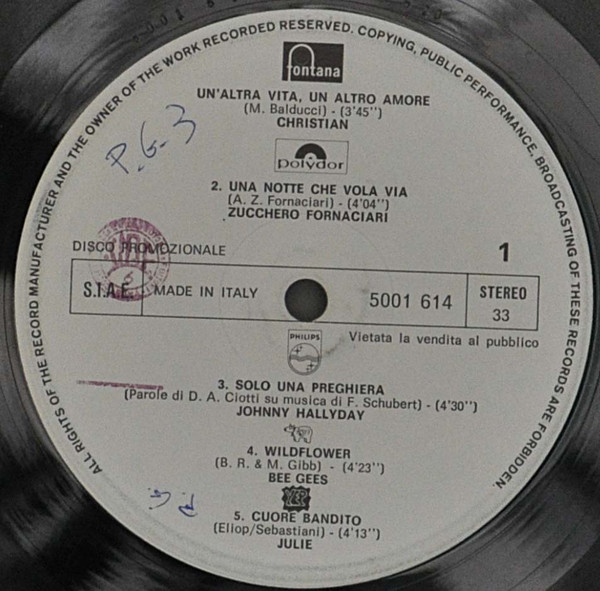 ALL RIGHTS OF THE RECORD MANUFACTURER AND THE OWNER OF THE WORK RECORDED RESERVED. COPYING, PUBLIC PERFORMANCE, BROADCASTING OF THESE RECORDS ARE FORBIDDEN.
fontana
UN'ALTRA VITA, UN ALTRO AMORE
(M. Balducci) - (3'45")
CHRISTIAN
P.G-3
polydor
2. UNA NOTTE CHE VOLA VIA
(A. Z. Fornaciari) - (4'04")
ZUCCHERO FORNACIARI
DISCO PROMOZIONALE
1
S.I.A.E.
MADE IN ITALY
5001 614
STEREO
33
PHILIPS
Vietata la vendita al pubblico
3. SOLO UNA PREGHIERA
(Parole di D. A. Ciotti su musica di F. Schubert) - (4'30")
JOHNNY HALLYDAY
4. WILDFLOWER
(B. R. & M. Gibb) - (4'23")
BEE GEES
YEP
5. CUORE BANDITO
(Eliop/Sebastiani) - (4'13")
JULIE